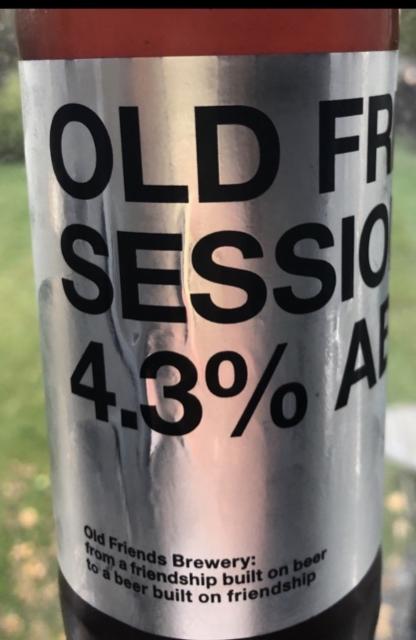 OLD FR
SESSIO
4.3% AB
Old Friends Brewery:
from a friendship built on beer
to a beer built on friendship